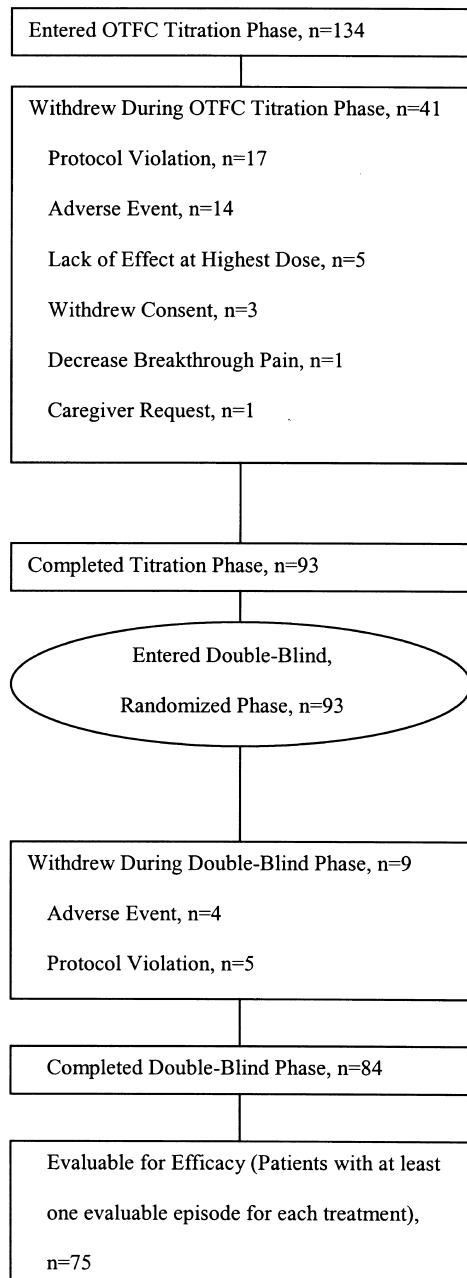 Entered OTFC Titration Phase, n=134
Withdrew During OTFC Titration Phase, n=41
Protocol Violation, n=17
Adverse Event, n=14
Lack of Effect at Highest Dose, n=5
Withdrew Consent, n=3
Decrease Breakthrough Pain, n=1
Caregiver Request, n=1
Completed Titration Phase, n=93
Entered Double-Blind,
Randomized Phase, n=93
Withdrew During Double-Blind Phase, n=9
Adverse Event, n=4
Protocol Violation, n=5
Completed Double-Blind Phase, n=84
Evaluable for Efficacy (Patients with at least
one evaluable episode for each treatment),
n=75